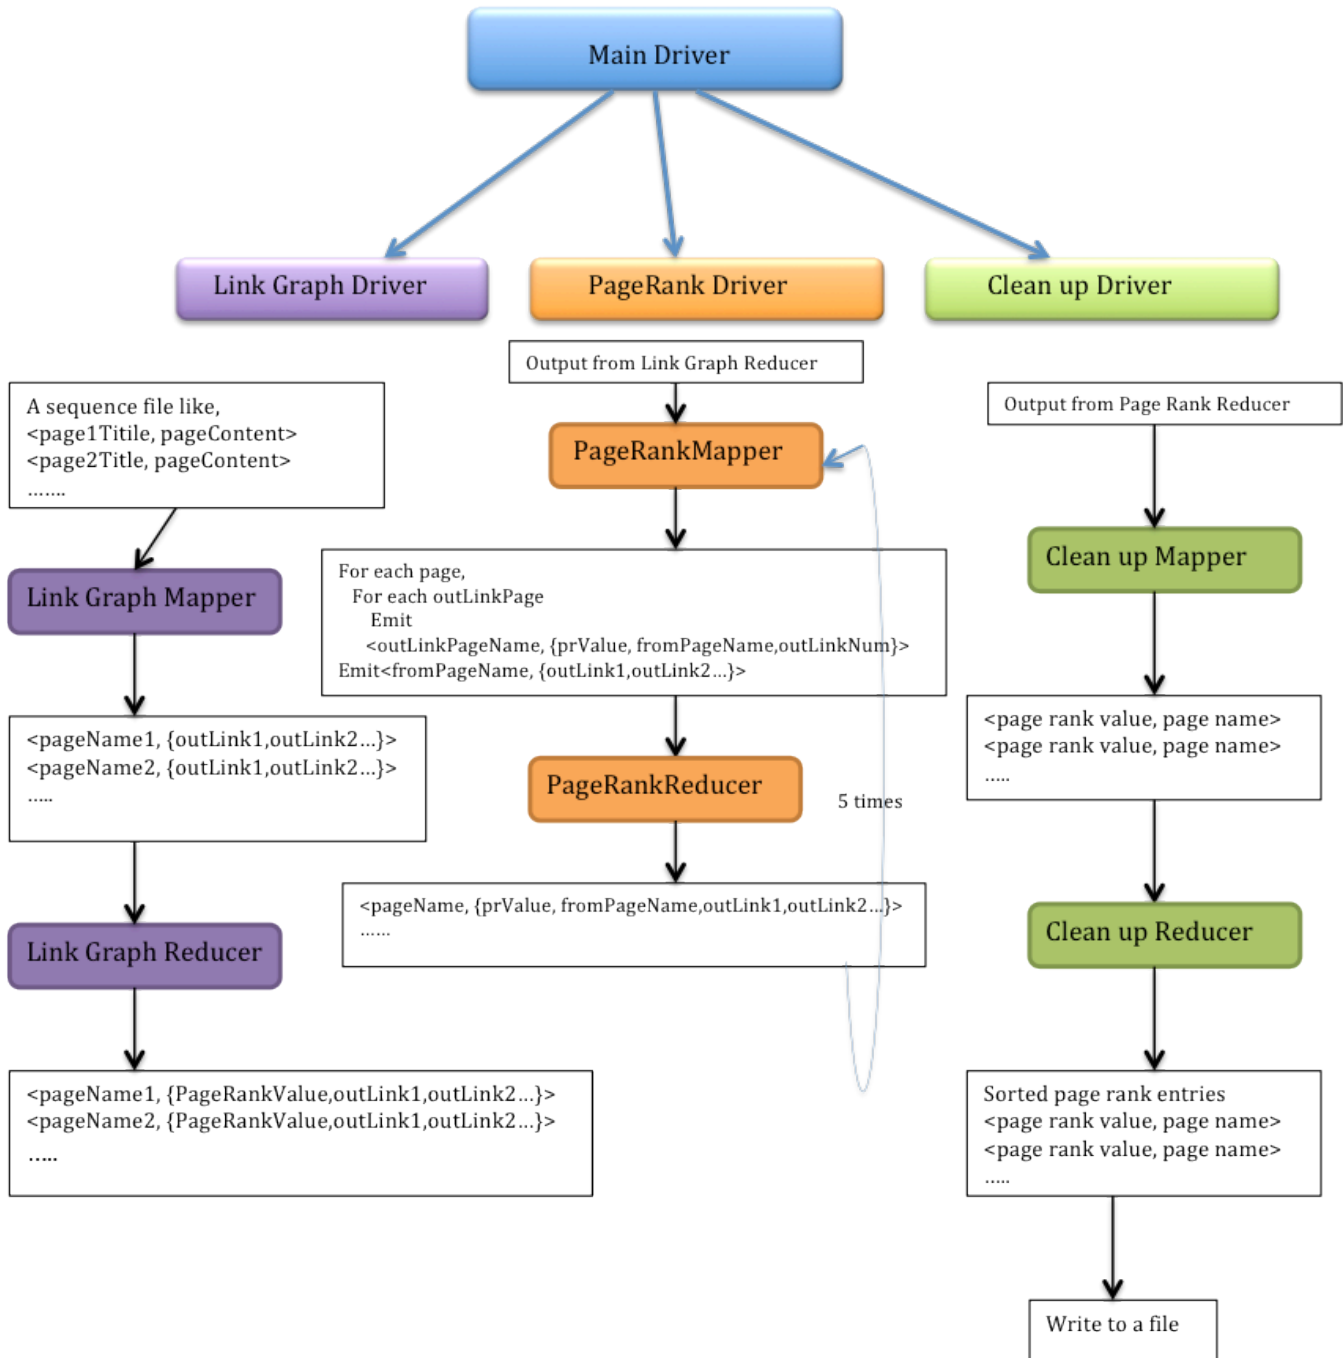 Main Driver
Link Graph Driver
PageRank Driver
Clean up Driver
A sequence file like,
<page1Titile, pageContent>
<page2Title, pageContent>
.......
Link Graph Mapper
<pageName1, {outLink1,outLink2...}>
<pageName2, {outLink1,outLink2...}>
.....
Link Graph Reducer
<pageName1, {PageRankValue,outLink1,outLink2...}>
<pageName2, {PageRankValue,outLink1,outLink2...}>
.....
Output from Link Graph Reducer
PageRankMapper
For each page,
For each outLinkPage
Emit
<outLinkPageName, {prValue, fromPageName,outLinkNum}>
Emit<fromPageName, {outLink1,outLink2...}>
PageRankReducer
5 times
<pageName, {prValue, fromPageName,outLink1,outLink2...}>
......
Output from Page Rank Reducer
Clean up Mapper
<page rank value, page name>
<page rank value, page name>
.....
Clean up Reducer
Sorted page rank entries
<page rank value, page name>
<page rank value, page name>
.....
Write to a file